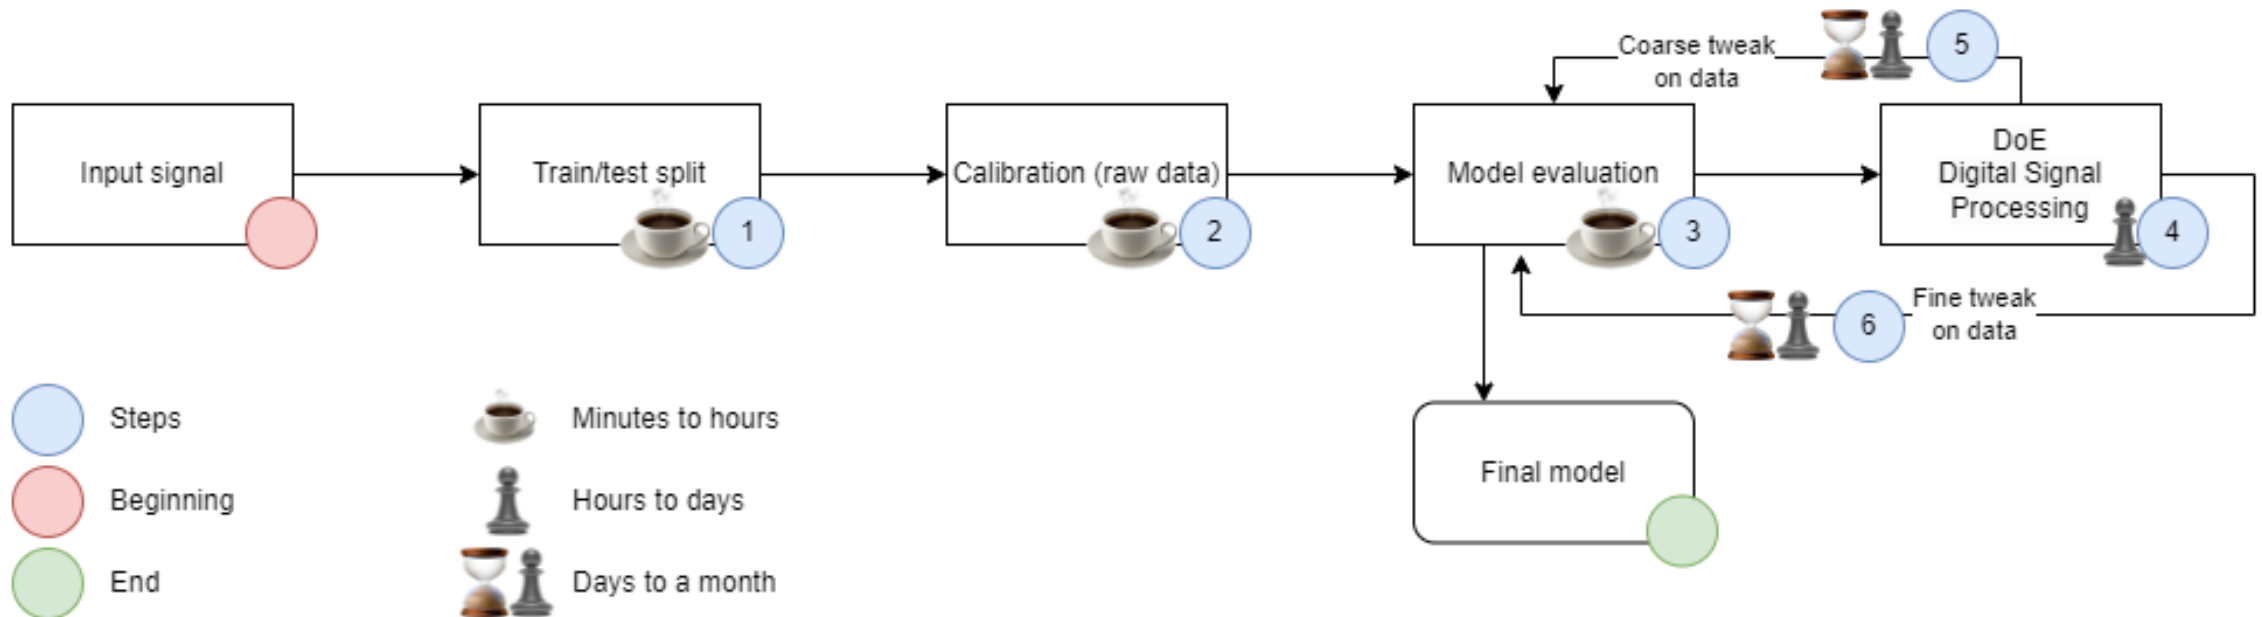 Coarse tweak
on data
5
Input signal
Train/test split
1
Calibration (raw data)
2
Model evaluation
3
DoE
Digital Signal
Processing
4
Fine tweak
on data
6
Final model
Steps
Beginning
End
Minutes to hours
Hours to days
Days to a month